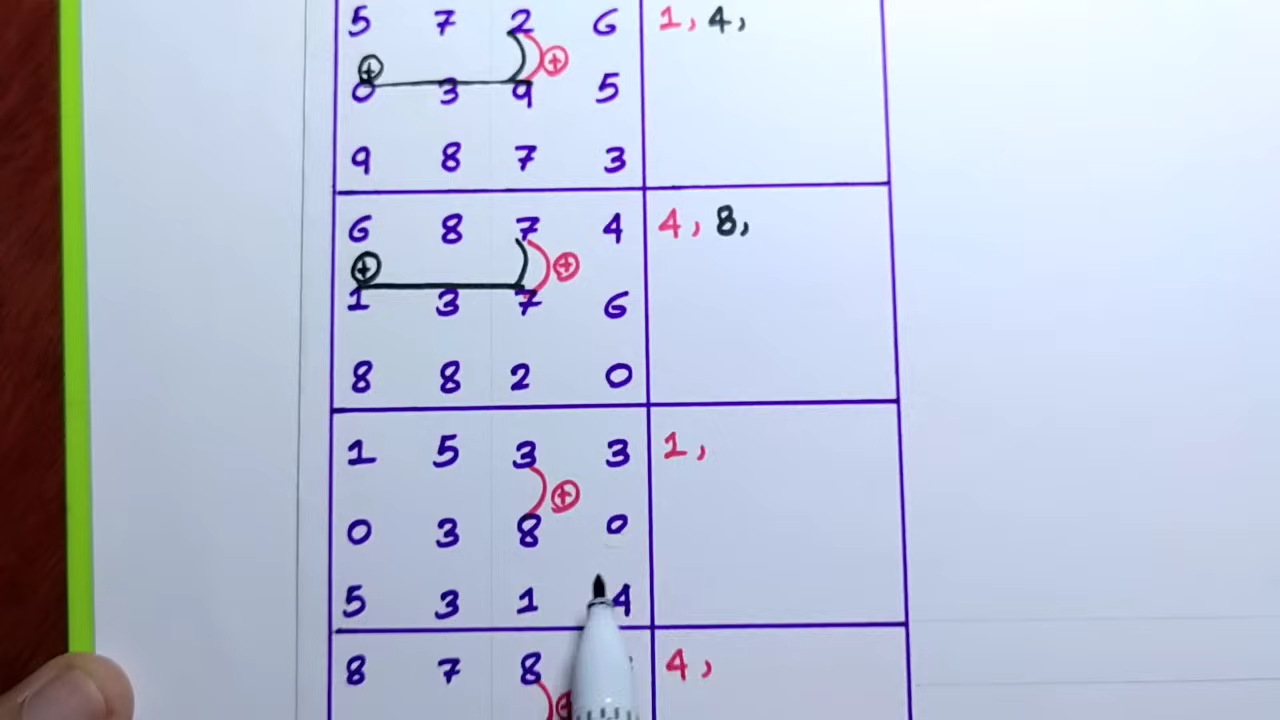 5 7 2 6 1, 4,
0 3 9 5
9 8 7 3
6 8 7 4 4, 8,
1 3 7 6
8 8 2 0
1 5 3 3 1,
0 3 8 0
5 3 1 4
8 7 8 4,